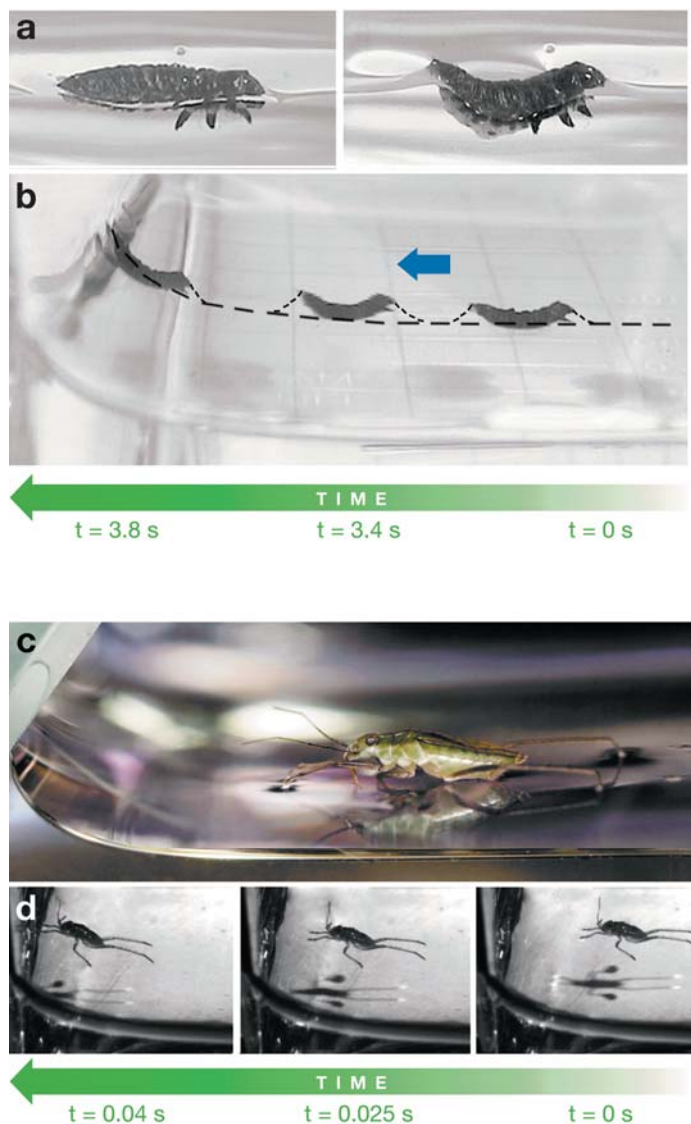 a
b
TIME
t = 3.8 s t = 3.4 s t = 0 s
c
d
TIME
t = 0.04 s t = 0.025 s t = 0 s